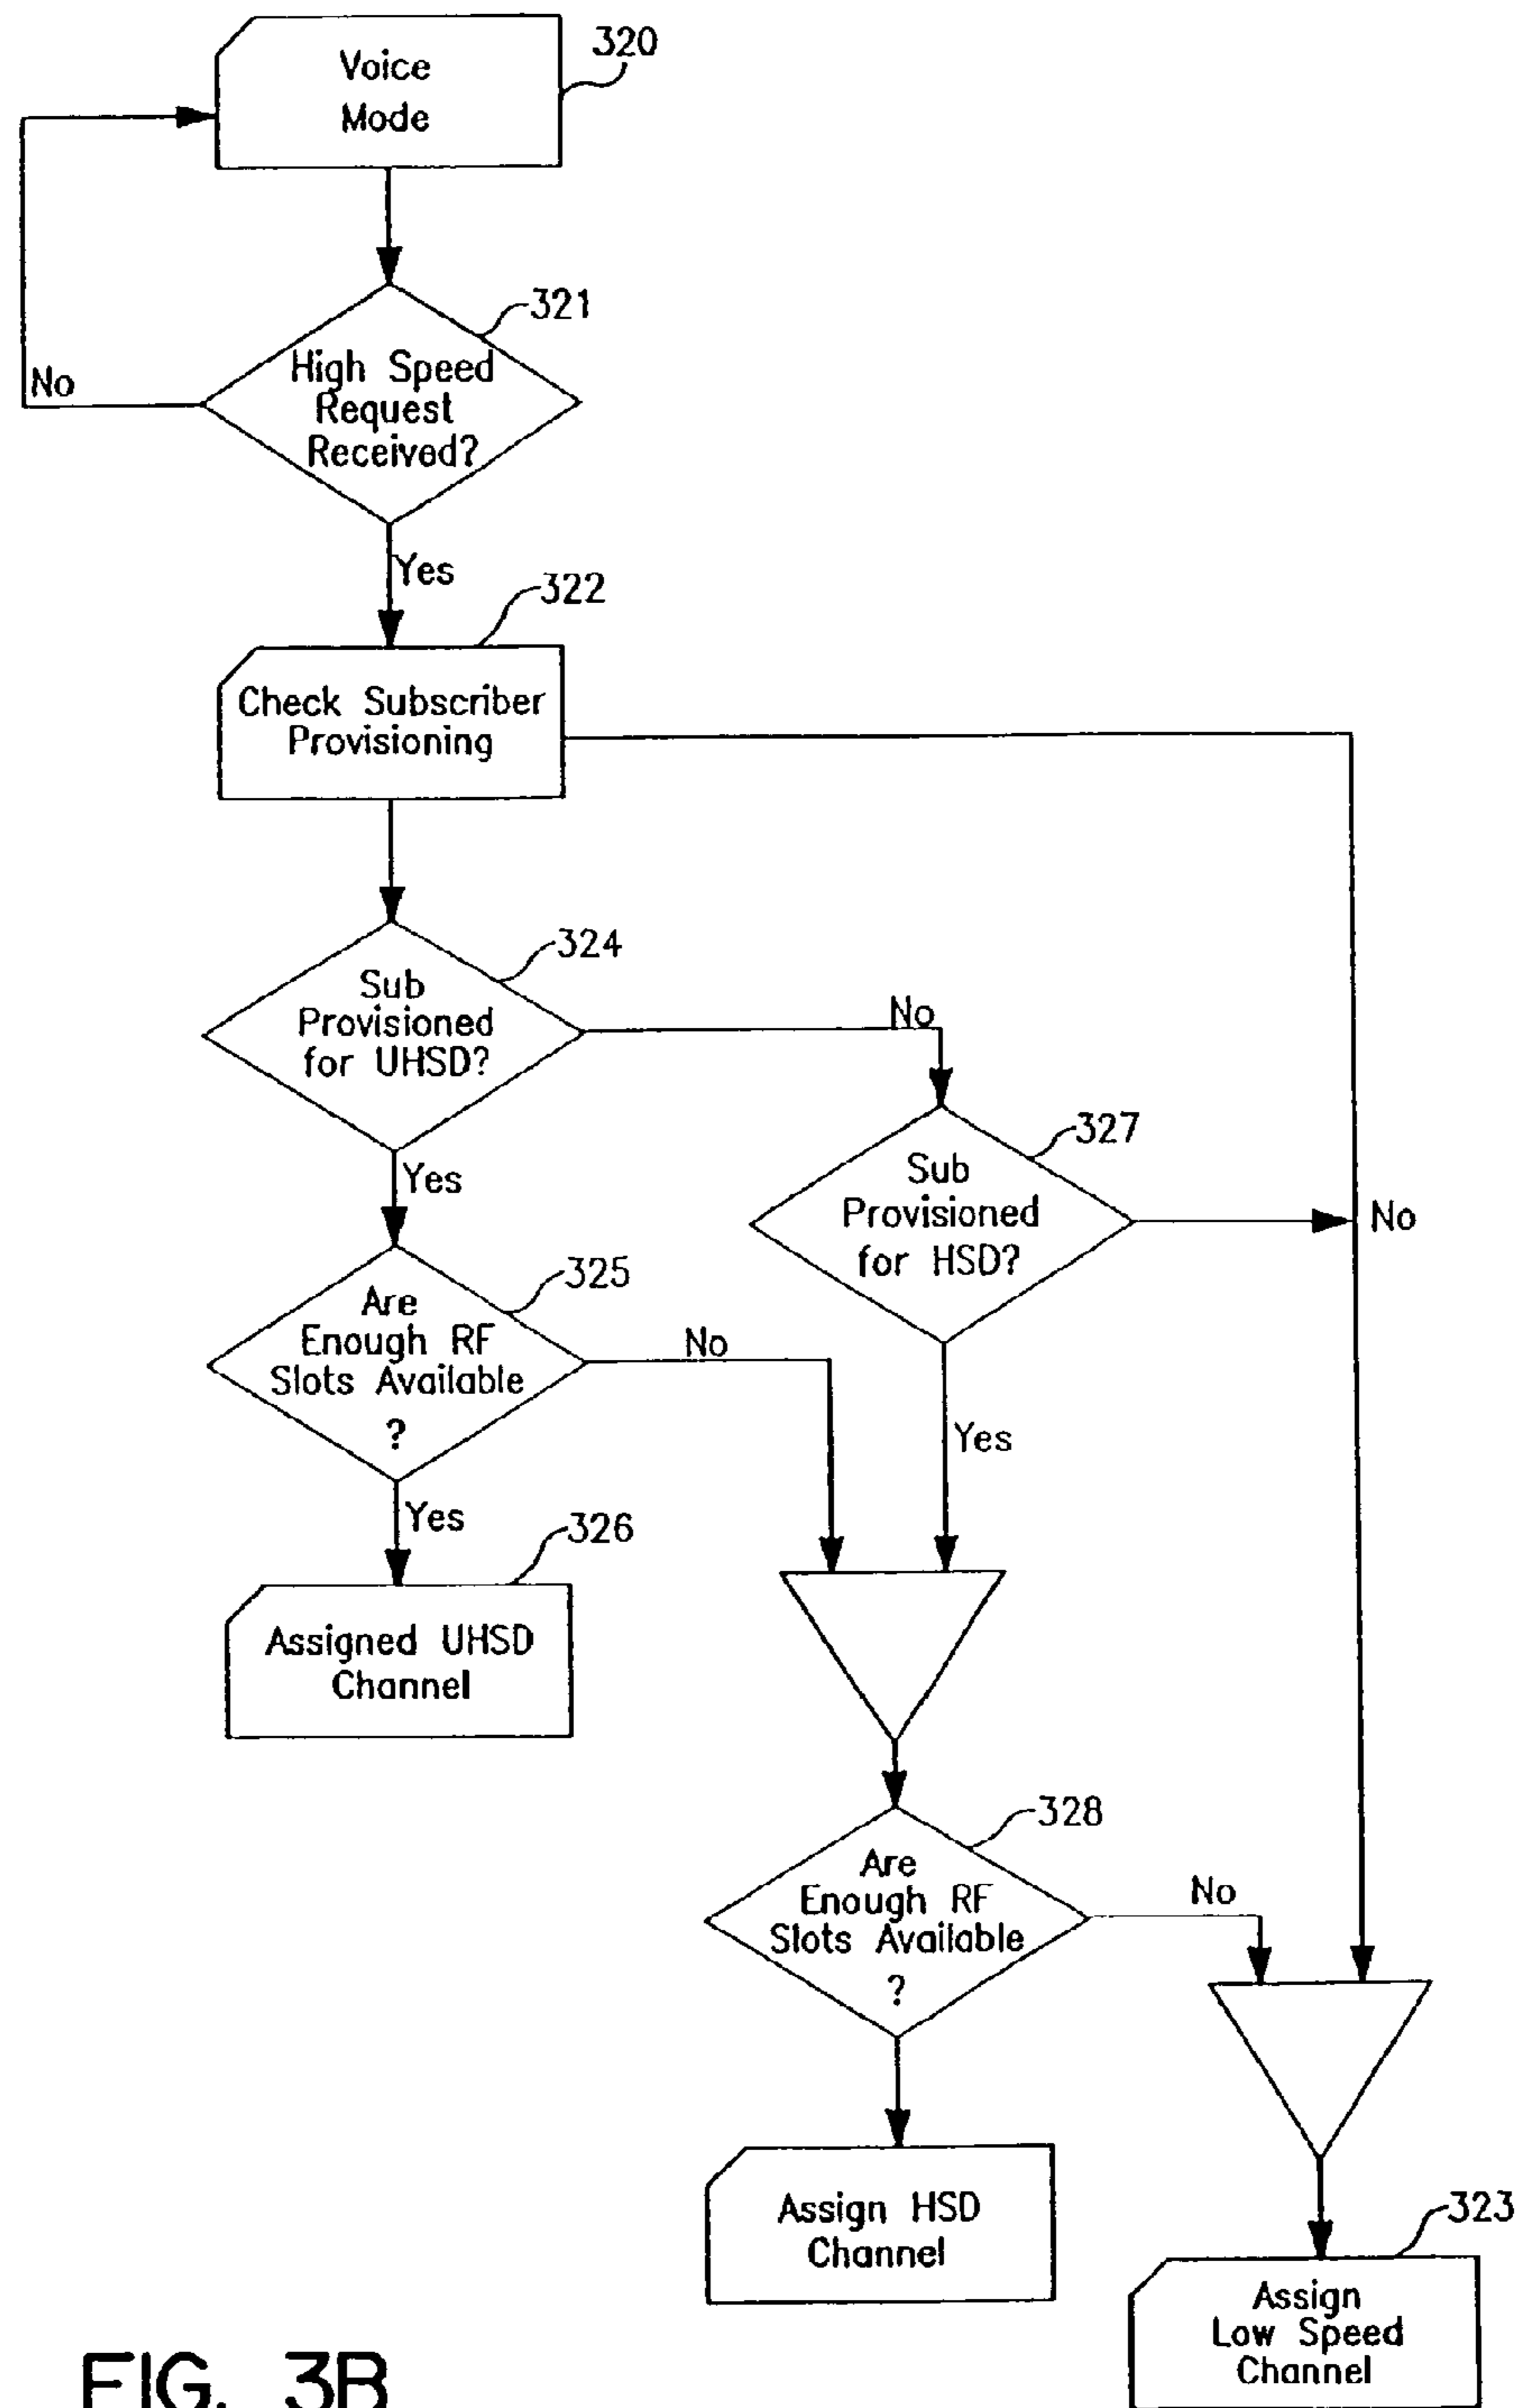 Voice
Mode
320
321
High Speed
Request
Received?
No
Yes
322
Check Subscriber
Provisioning
324
Sub
Provisioned
for UHSD?
No
327
Sub
Provisioned
for HSD?
No
Yes
325
Are
Enough RF
Slots Available
?
No
Yes
Yes
326
Assigned UHSD
Channel
328
Are
Enough RF
Slots Available
?
No
Assign HSD
Channel
323
Assign
Low Speed
Channel
FIG. 3B